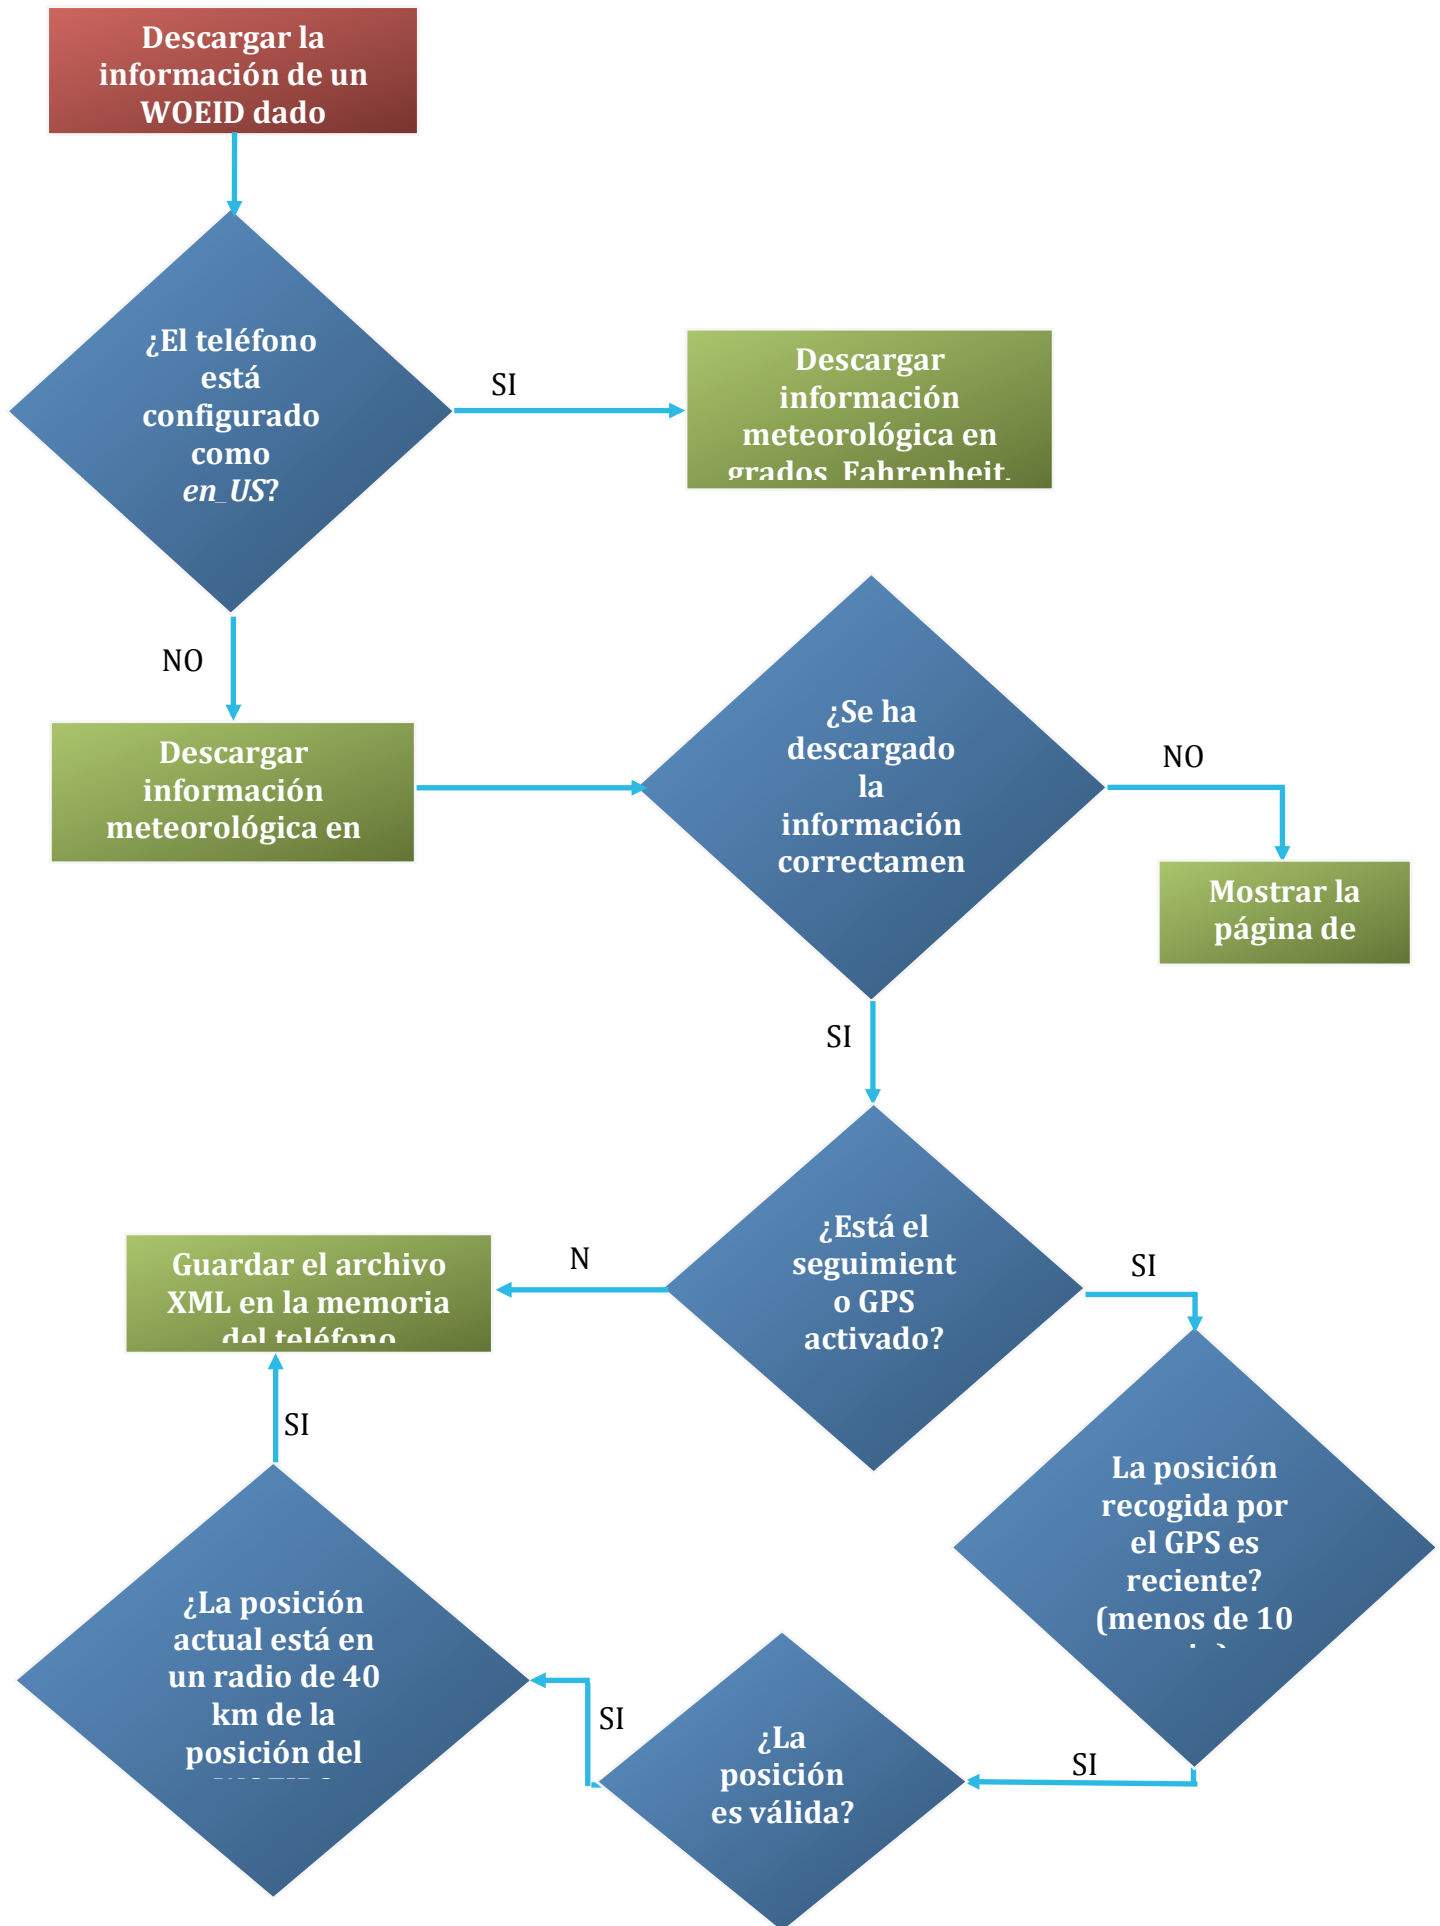 Descargar la
información de un
WOEID dado
¿El teléfono
está
configurado
como
en_US?
SI
Descargar
información
meteorológica en
grados Fahrenheit.
NO
Descargar
información
meteorológica en
¿Se ha
descargado
la
información
correctamen
NO
Mostrar la
página de
SI
¿Está el
seguimient
o GPS
activado?
N
Guardar el archivo
XML en la memoria
del teléfono
SI
La posición
recogida por
el GPS es
reciente?
(menos de 10
SI
¿La
posición
es válida?
SI
¿La posición
actual está en
un radio de 40
km de la
posición del
SI